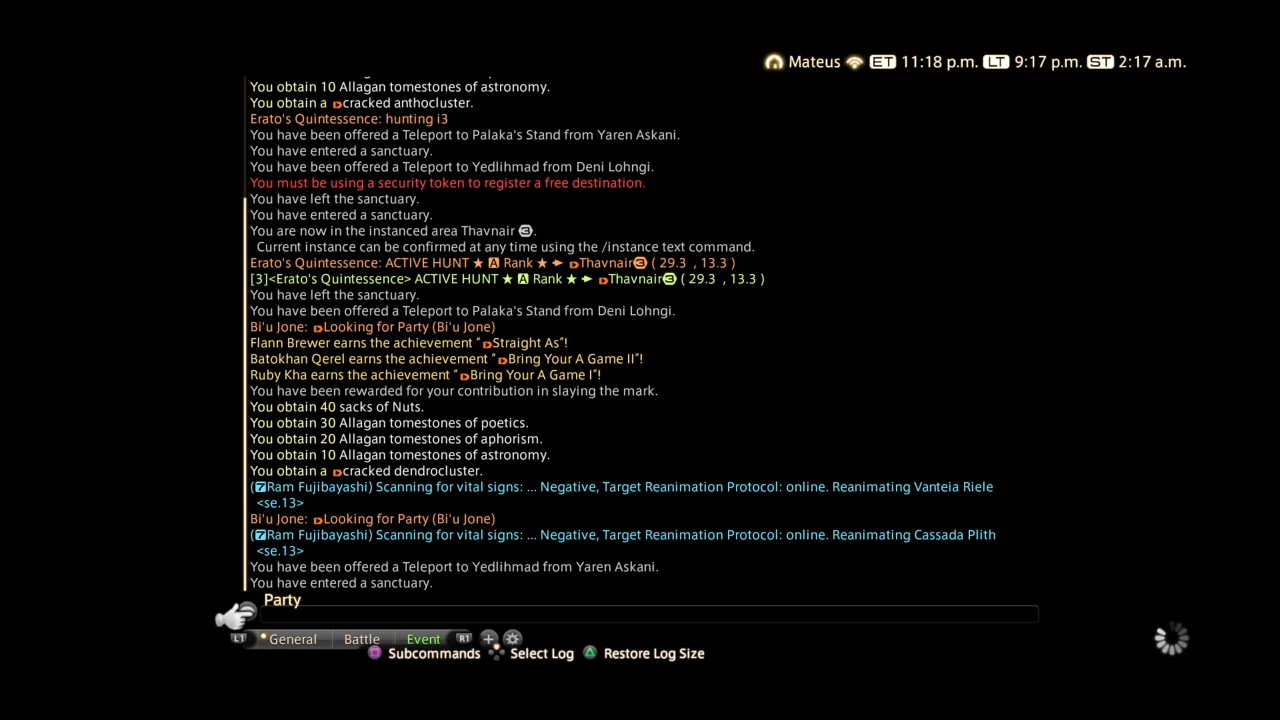 Mateus ET 11:18 p.m. LT 9:17 p.m. ST 2:17 a.m.
You obtain 10 Allagan tomestones of astronomy.
You obtain a cracked anthocluster.
Erato's Quintessence: hunting i3
You have been offered a Teleport to Palaka's Stand from Yaren Askani.
You have entered a sanctuary.
You have been offered a Teleport to Yedlihmad from Deni Lohngi.
You must be using a security token to register a free destination.
You have left the sanctuary.
You have entered a sanctuary.
You are now in the instanced area Thavnair 3.
Current instance can be confirmed at any time using the /instance text command.
Erato's Quintessence: ACTIVE HUNT ★ A Rank ★ ➨ Thavnair3 ( 29.3 , 13.3 )
[3]<Erato's Quintessence> ACTIVE HUNT ★ A Rank ★ ➨ Thavnair3 ( 29.3 , 13.3 )
You have left the sanctuary.
You have been offered a Teleport to Palaka's Stand from Deni Lohngi.
Bi'u Jone: Looking for Party (Bi'u Jone)
Flann Brewer earns the achievement “Straight As”!
Batokhan Qerel earns the achievement “Bring Your A Game II”!
Ruby Kha earns the achievement “Bring Your A Game I”!
You have been rewarded for your contribution in slaying the mark.
You obtain 40 sacks of Nuts.
You obtain 30 Allagan tomestones of poetics.
You obtain 20 Allagan tomestones of aphorism.
You obtain 10 Allagan tomestones of astronomy.
You obtain a cracked dendrocluster.
(7Ram Fujibayashi) Scanning for vital signs: ... Negative, Target Reanimation Protocol: online. Reanimating Vanteia Riele
<se.13>
Bi'u Jone: Looking for Party (Bi'u Jone)
(7Ram Fujibayashi) Scanning for vital signs: ... Negative, Target Reanimation Protocol: online. Reanimating Cassada Plith
<se.13>
You have been offered a Teleport to Yedlihmad from Yaren Askani.
You have entered a sanctuary.
Party
L1 General Battle Event R1
Subcommands Select Log Restore Log Size